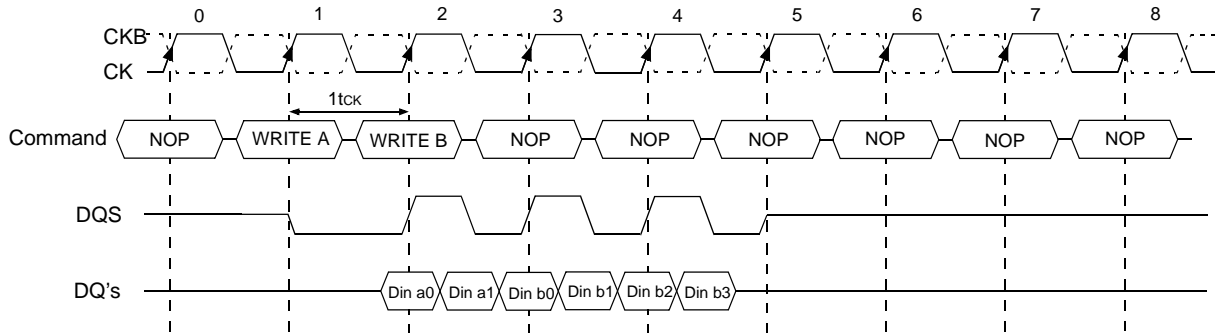 0 1 2 3 4 5 6 7 8
CKB
CK
1tCK
Command NOP WRITE A WRITE B NOP NOP NOP NOP NOP NOP
DQS
DQ's Din a0 Din a1 Din b0 Din b1 Din b2 Din b3